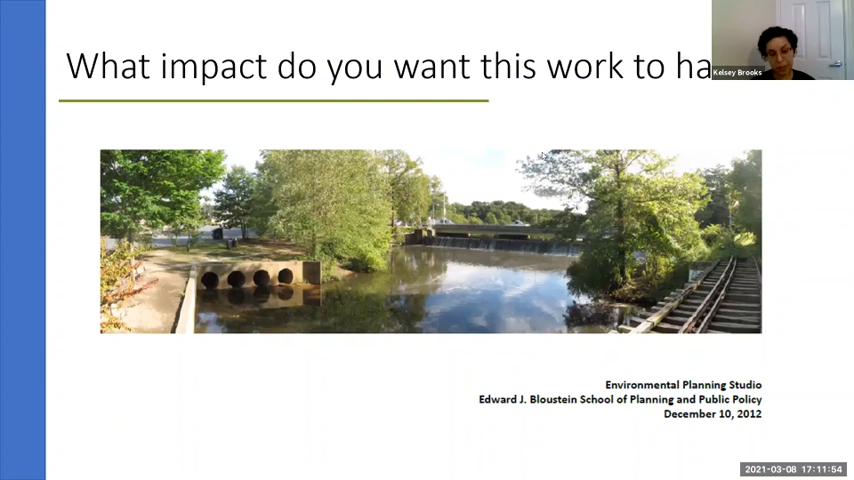 What impact do you want this work to ha
Kelsey Brooks
Environmental Planning Studio
Edward J. Bloustein School of Planning and Public Policy
December 10, 2012
2021-03-08 17:11:54